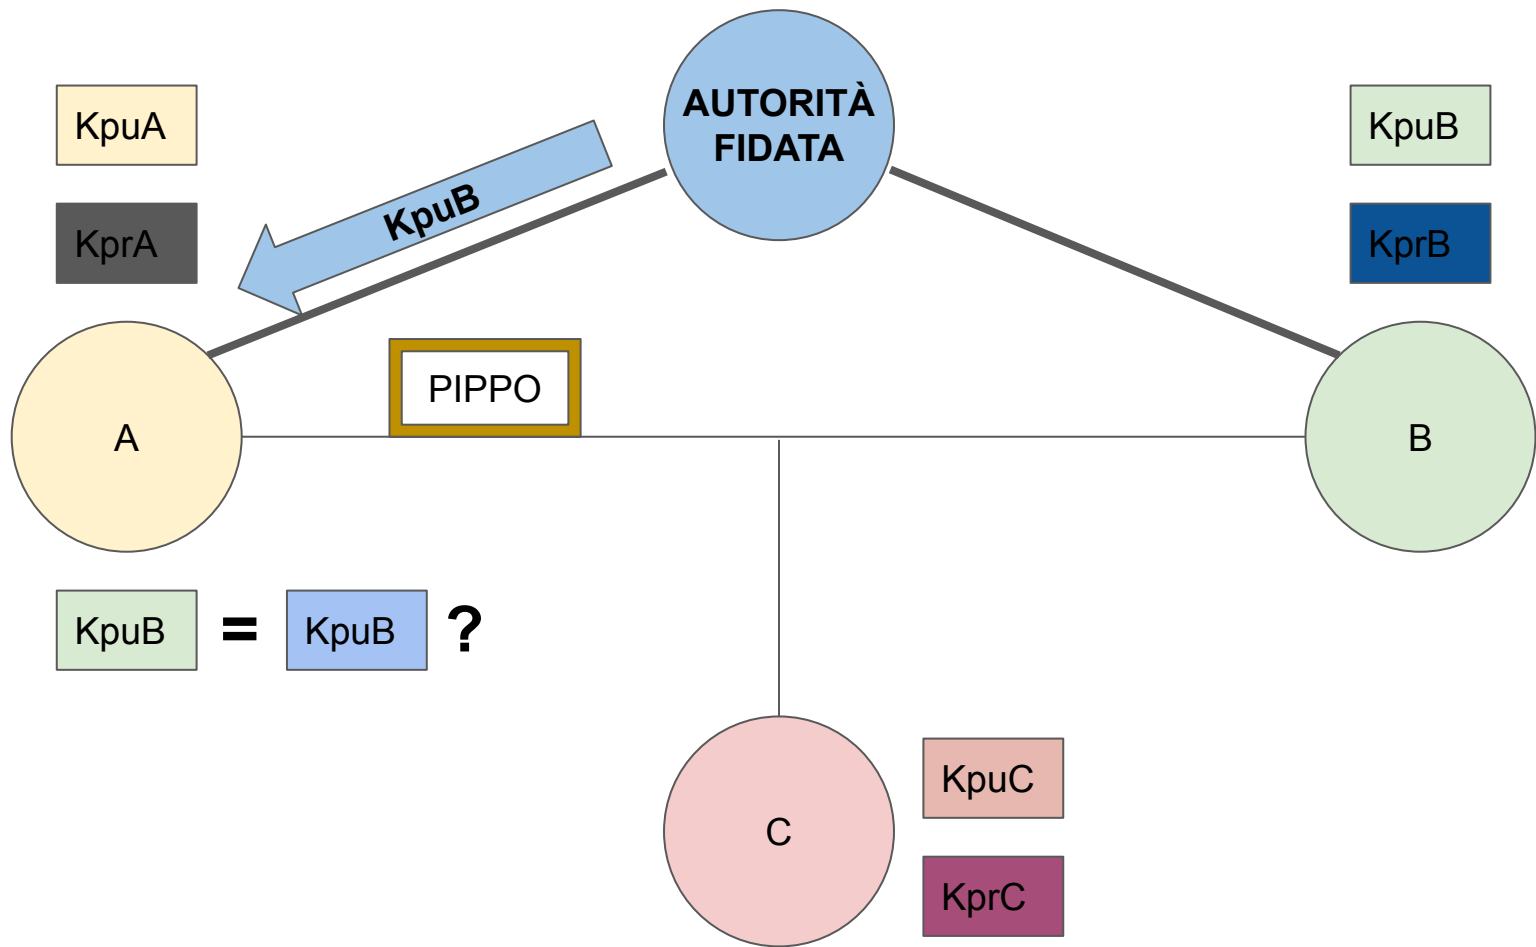 AUTORITÀ
FIDATA
KpuA
KpuB
KpuB
KprA
KprB
PIPPO
A
B
KpuB = KpuB ?
KpuC
C
KprC